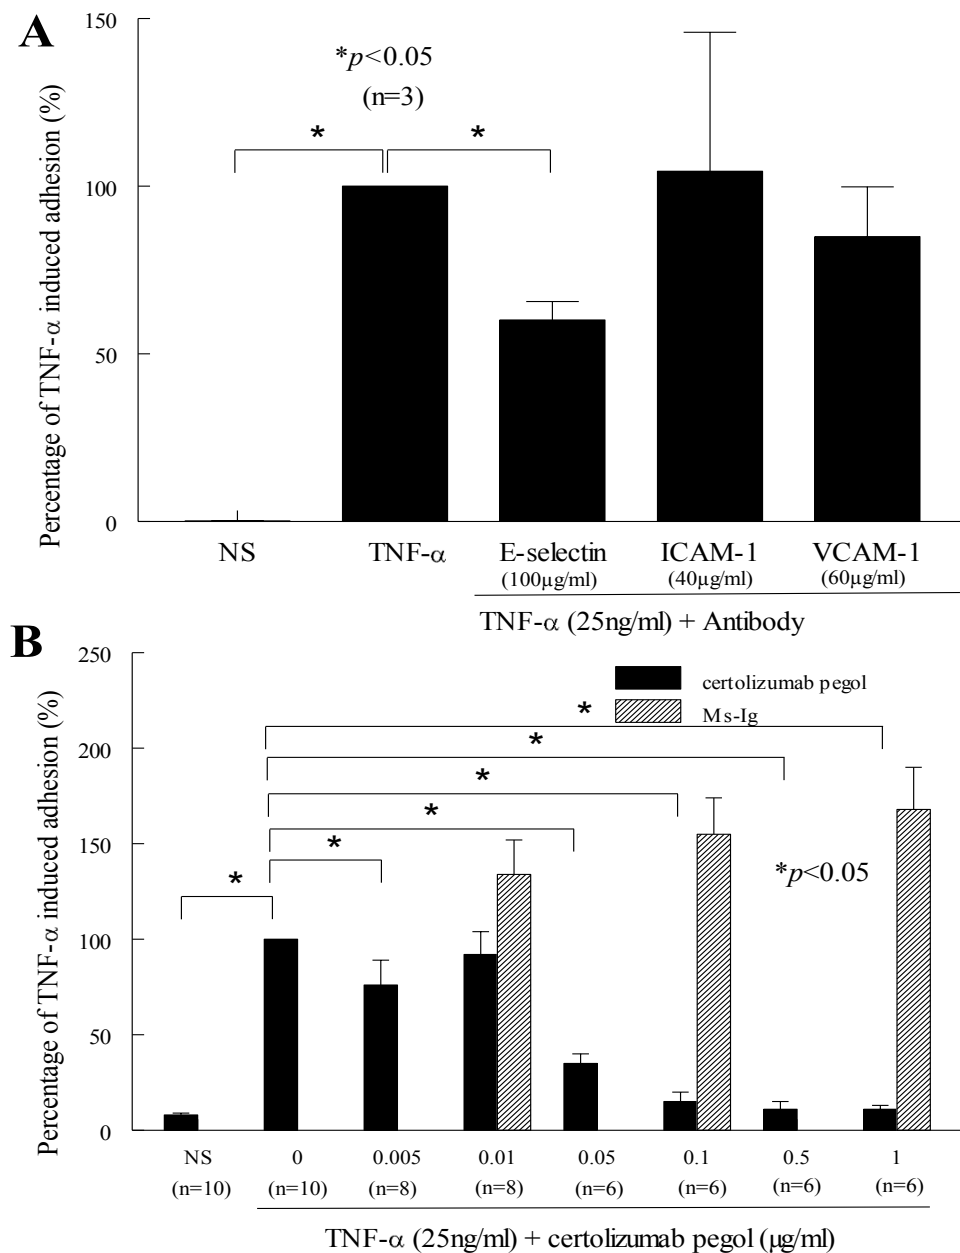 A
Percentage of TNF-α induced adhesion (%)
150
100
50
0
*p<0.05
(n=3)
* *
NS TNF-α E-selectin ICAM-1 VCAM-1
(100µg/ml) (40µg/ml) (60µg/ml)
TNF-α (25ng/ml) + Antibody
B
Percentage of TNF-α induced adhesion (%)
250
200
150
100
50
0
certolizumab pegol
Ms-Ig
*
*
*
*
*
*
*p<0.05
NS 0 0.005 0.01 0.05 0.1 0.5 1
(n=10) (n=10) (n=8) (n=8) (n=6) (n=6) (n=6) (n=6)
TNF-α (25ng/ml) + certolizumab pegol (µg/ml)